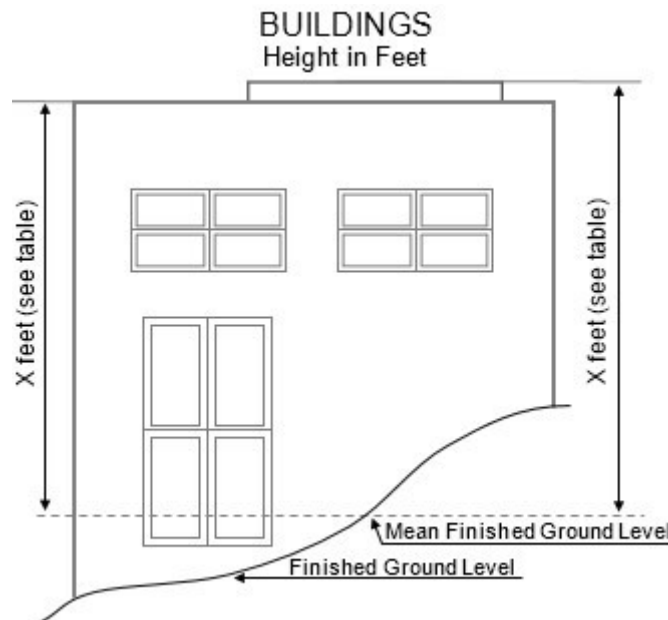 BUILDINGS
Height in Feet
X feet (see table)
X feet (see table)
Mean Finished Ground Level
Finished Ground Level